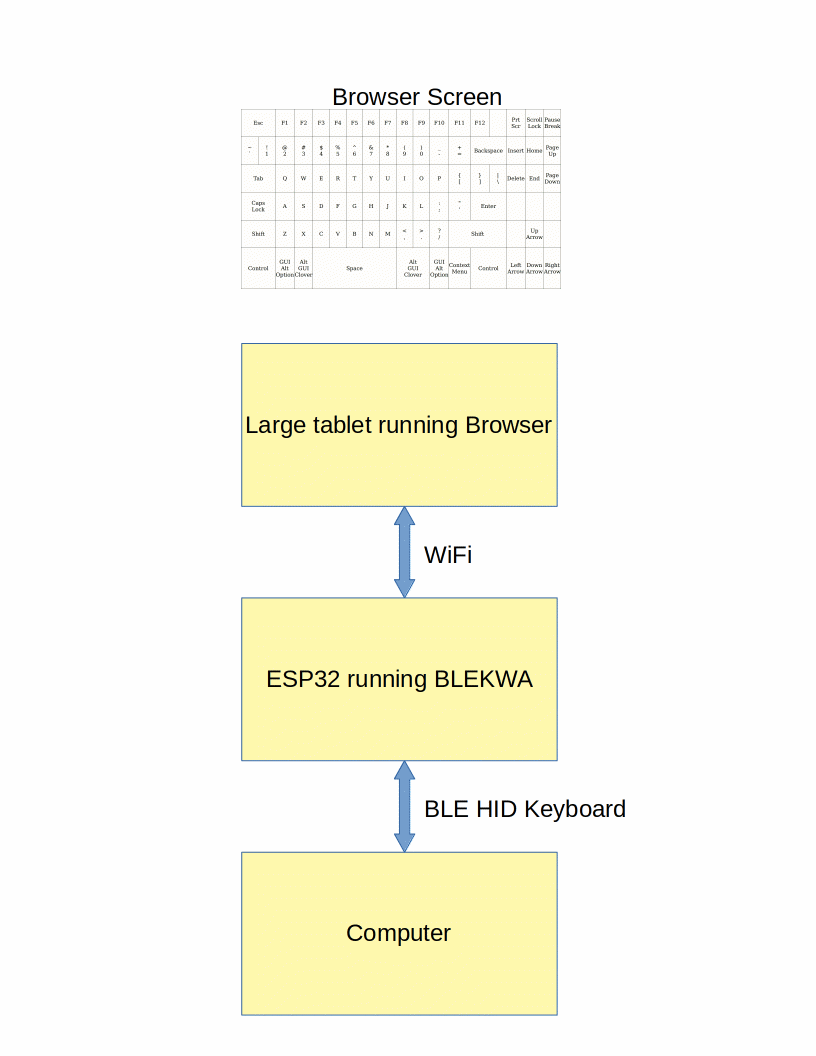 Browser Screen
Esc F1 F2 F3 F4 F5 F6 F7 F8 F9 F10 F11 F12 Prt Scr Scroll Lock Pause Break
~ ` ! 1 @ 2 # 3 $ 4 % 5 ^ 6 & 7 * 8 ( 9 ) 0 _ - + = Backspace Insert Home Page Up
Tab Q W E R T Y U I O P { [ } ] | \ Delete End Page Down
Caps Lock A S D F G H J K L : ; " ' Enter
Shift Z X C V B N M < , > . ? / Shift Up Arrow
Control GUI Alt Option Alt GUI Clover Space Alt GUI Clover GUI Alt Option Context Menu Control Left Arrow Down Arrow Right Arrow
Large tablet running Browser
WiFi
ESP32 running BLEKWA
BLE HID Keyboard
Computer